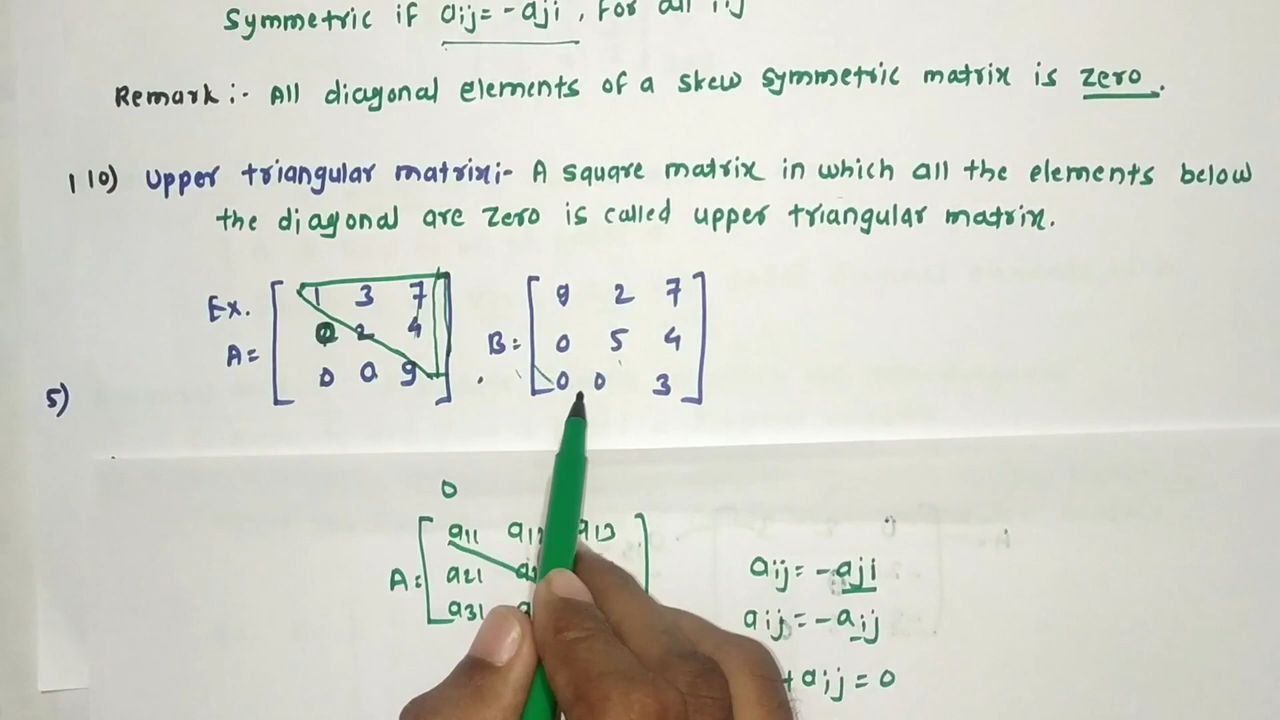 Symmetric if aij = -aji , for all ij
Remark :- All diagonal elements of a skew symmetric matrix is zero.
10) Upper triangular matrix:- A square matrix in which all the elements below
the diagonal are zero is called upper triangular matrix.
Ex.
A = [ 1 3 7
0 2 4
0 0 9 ] .
B = [ 9 2 7
0 5 4
0 0 3 ]
5)
0
A = [ a11 a13
a21
a31 ]
aij = -aji
aij = -aij
+ aij = 0